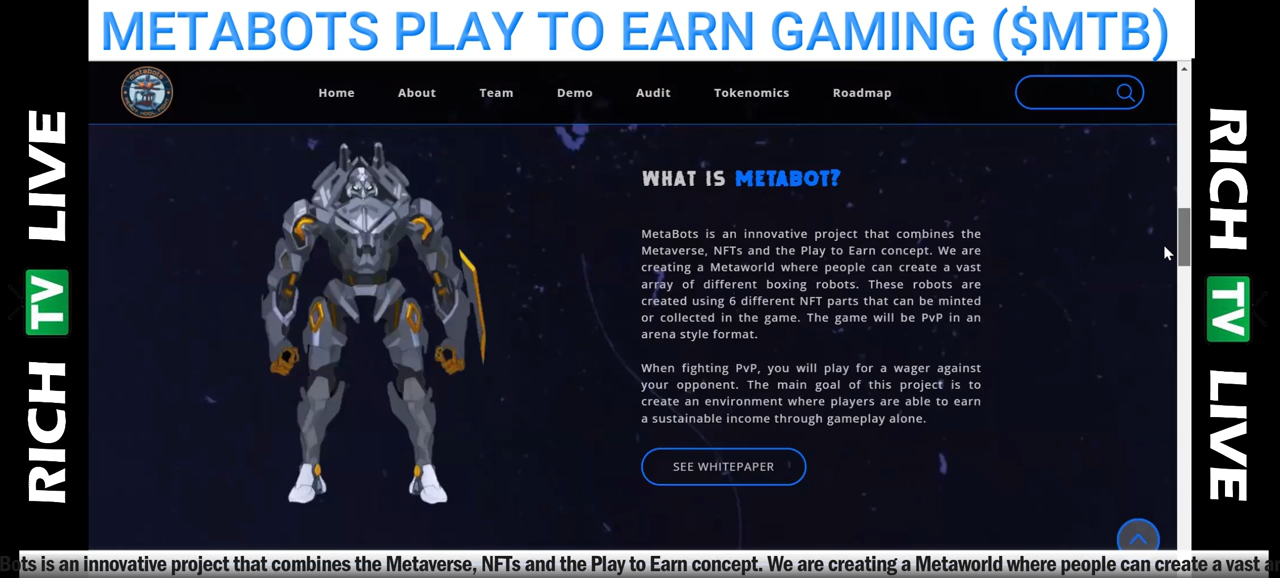 METABOTS PLAY TO EARN GAMING ($MTB)
RICH TV LIVE
metabots
Home About Team Demo Audit Tokenomics Roadmap
WHAT IS METABOT?
MetaBots is an innovative project that combines the
Metaverse, NFTs and the Play to Earn concept. We are
creating a Metaworld where people can create a vast
array of different boxing robots. These robots are
created using 6 different NFT parts that can be minted
or collected in the game. The game will be PvP in an
arena style format.
When fighting PvP, you will play for a wager against
your opponent. The main goal of this project is to
create an environment where players are able to earn
a sustainable income through gameplay alone.
SEE WHITEPAPER
RICH TV LIVE
Bots is an innovative project that combines the Metaverse, NFTs and the Play to Earn concept. We are creating a Metaworld where people can create a vast a